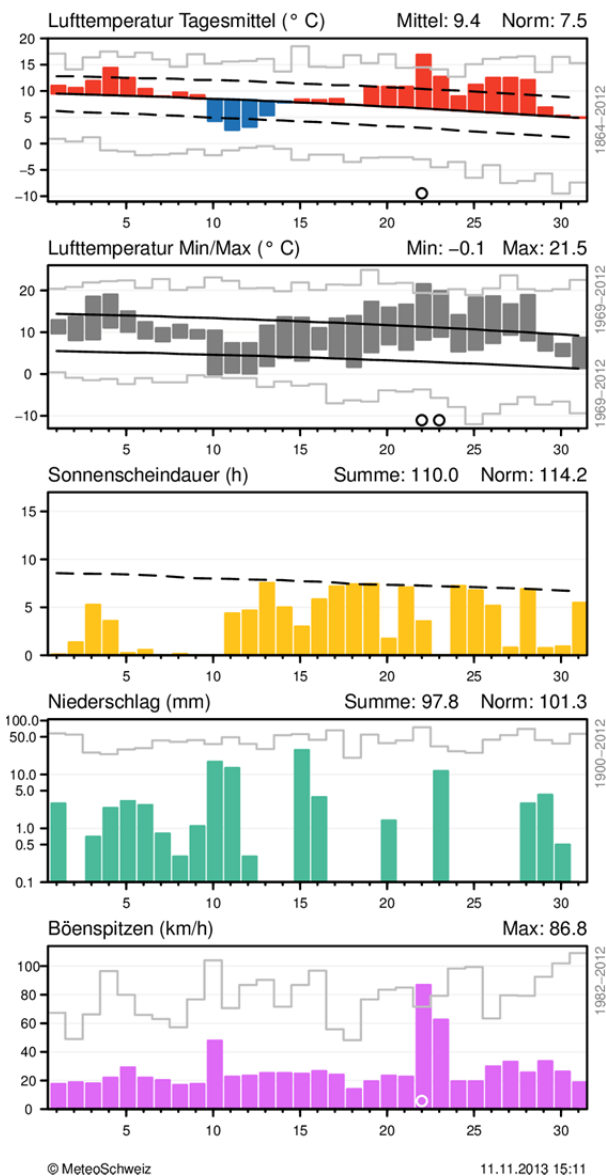 Lufttemperatur Tagesmittel (° C) Mittel: 9.4 Norm: 7.5
20
15
10
5
0
−5
−10
5 10 15 20 25 30
1864−2012
Lufttemperatur Min/Max (° C) Min: −0.1 Max: 21.5
20
10
0
−10
5 10 15 20 25 30
1969−2012 1969−2012
Sonnenscheindauer (h) Summe: 110.0 Norm: 114.2
15
10
5
0
5 10 15 20 25 30
Niederschlag (mm) Summe: 97.8 Norm: 101.3
100.0
50.0
10.0
5.0
1.0
0.5
0.1
5 10 15 20 25 30
1900−2012
Böenspitzen (km/h) Max: 86.8
100
80
60
40
20
0
5 10 15 20 25 30
1982−2012
© MeteoSchweiz 11.11.2013 15:11